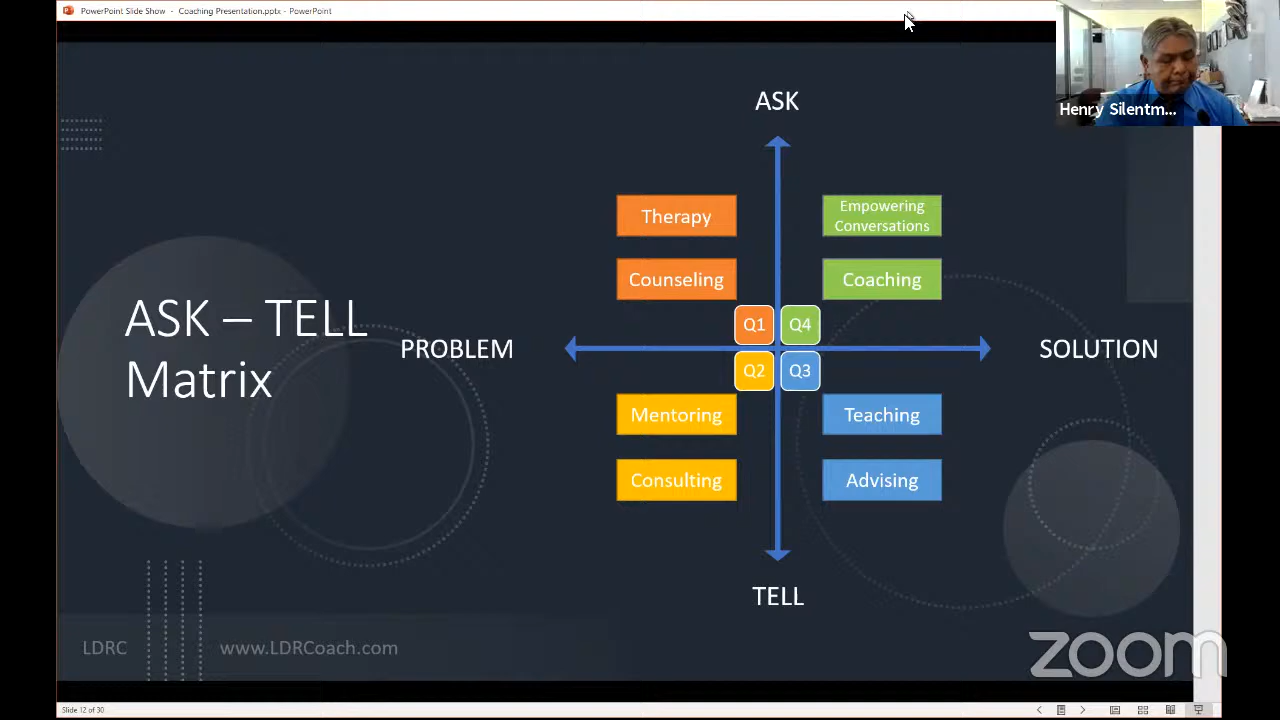 PowerPoint Slide Show - Coaching Presentation.pptx - PowerPoint
Henry Silentm...
ASK
Therapy
Empowering
Conversations
Counseling
Coaching
Q1
Q4
ASK – TELL
Matrix
PROBLEM
SOLUTION
Q2
Q3
Mentoring
Teaching
Consulting
Advising
TELL
LDRC
www.LDRCoach.com
zoom
Slide 12 of 30